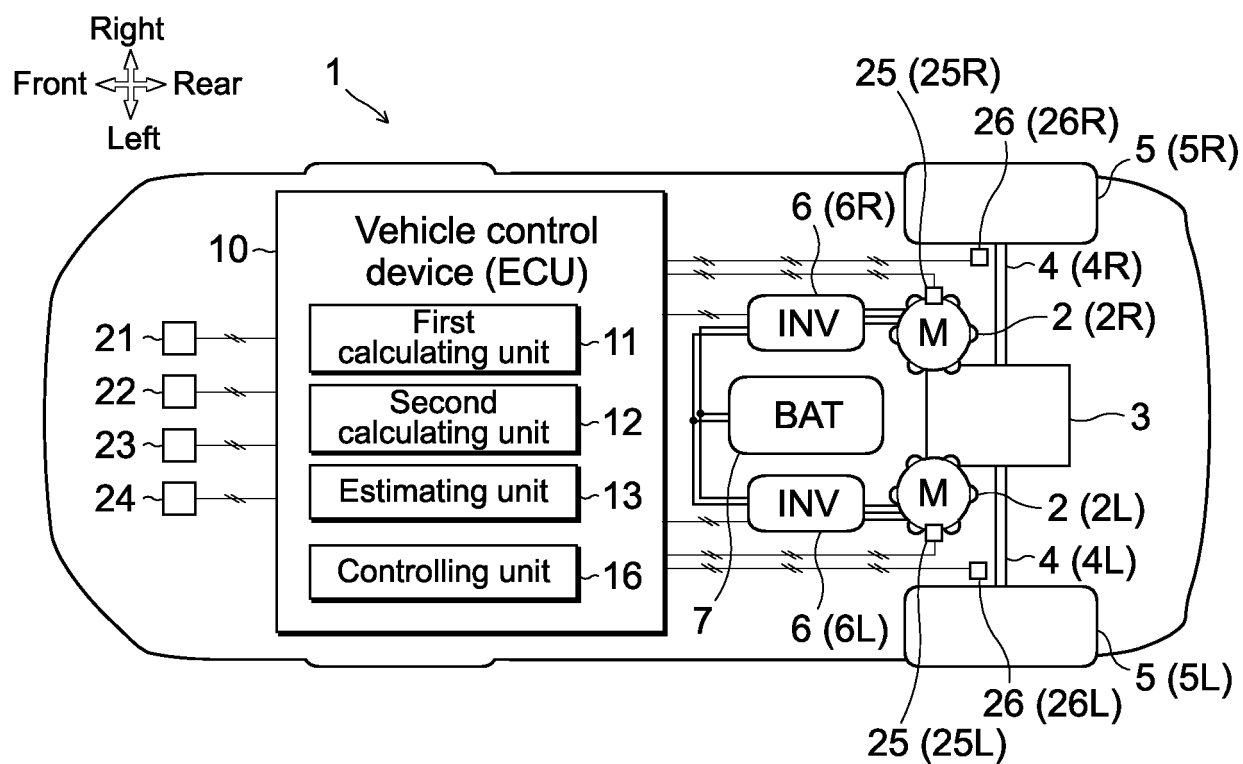 Right
Front
Rear
Left
1
25 (25R)
26 (26R)
5 (5R)
6 (6R)
10
Vehicle control
device (ECU)
4 (4R)
First
calculating unit
11
INV
M
2 (2R)
21
22
Second
calculating unit
12
BAT
3
23
24
Estimating unit
13
INV
M
2 (2L)
Controlling unit
16
4 (4L)
7
6 (6L)
5 (5L)
26 (26L)
25 (25L)